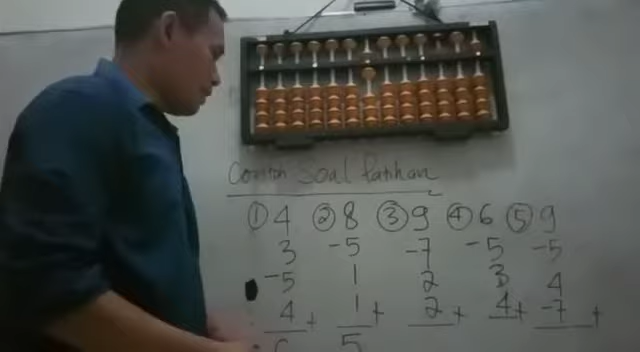 Contoh Soal Latihan
① 4 ② 8 ③ 9 ④ 6 ⑤ 9
3 -5 -7 -5 -5
-5 1 2 3 4
4 + 1 + 2 + 4 + -7 +
5